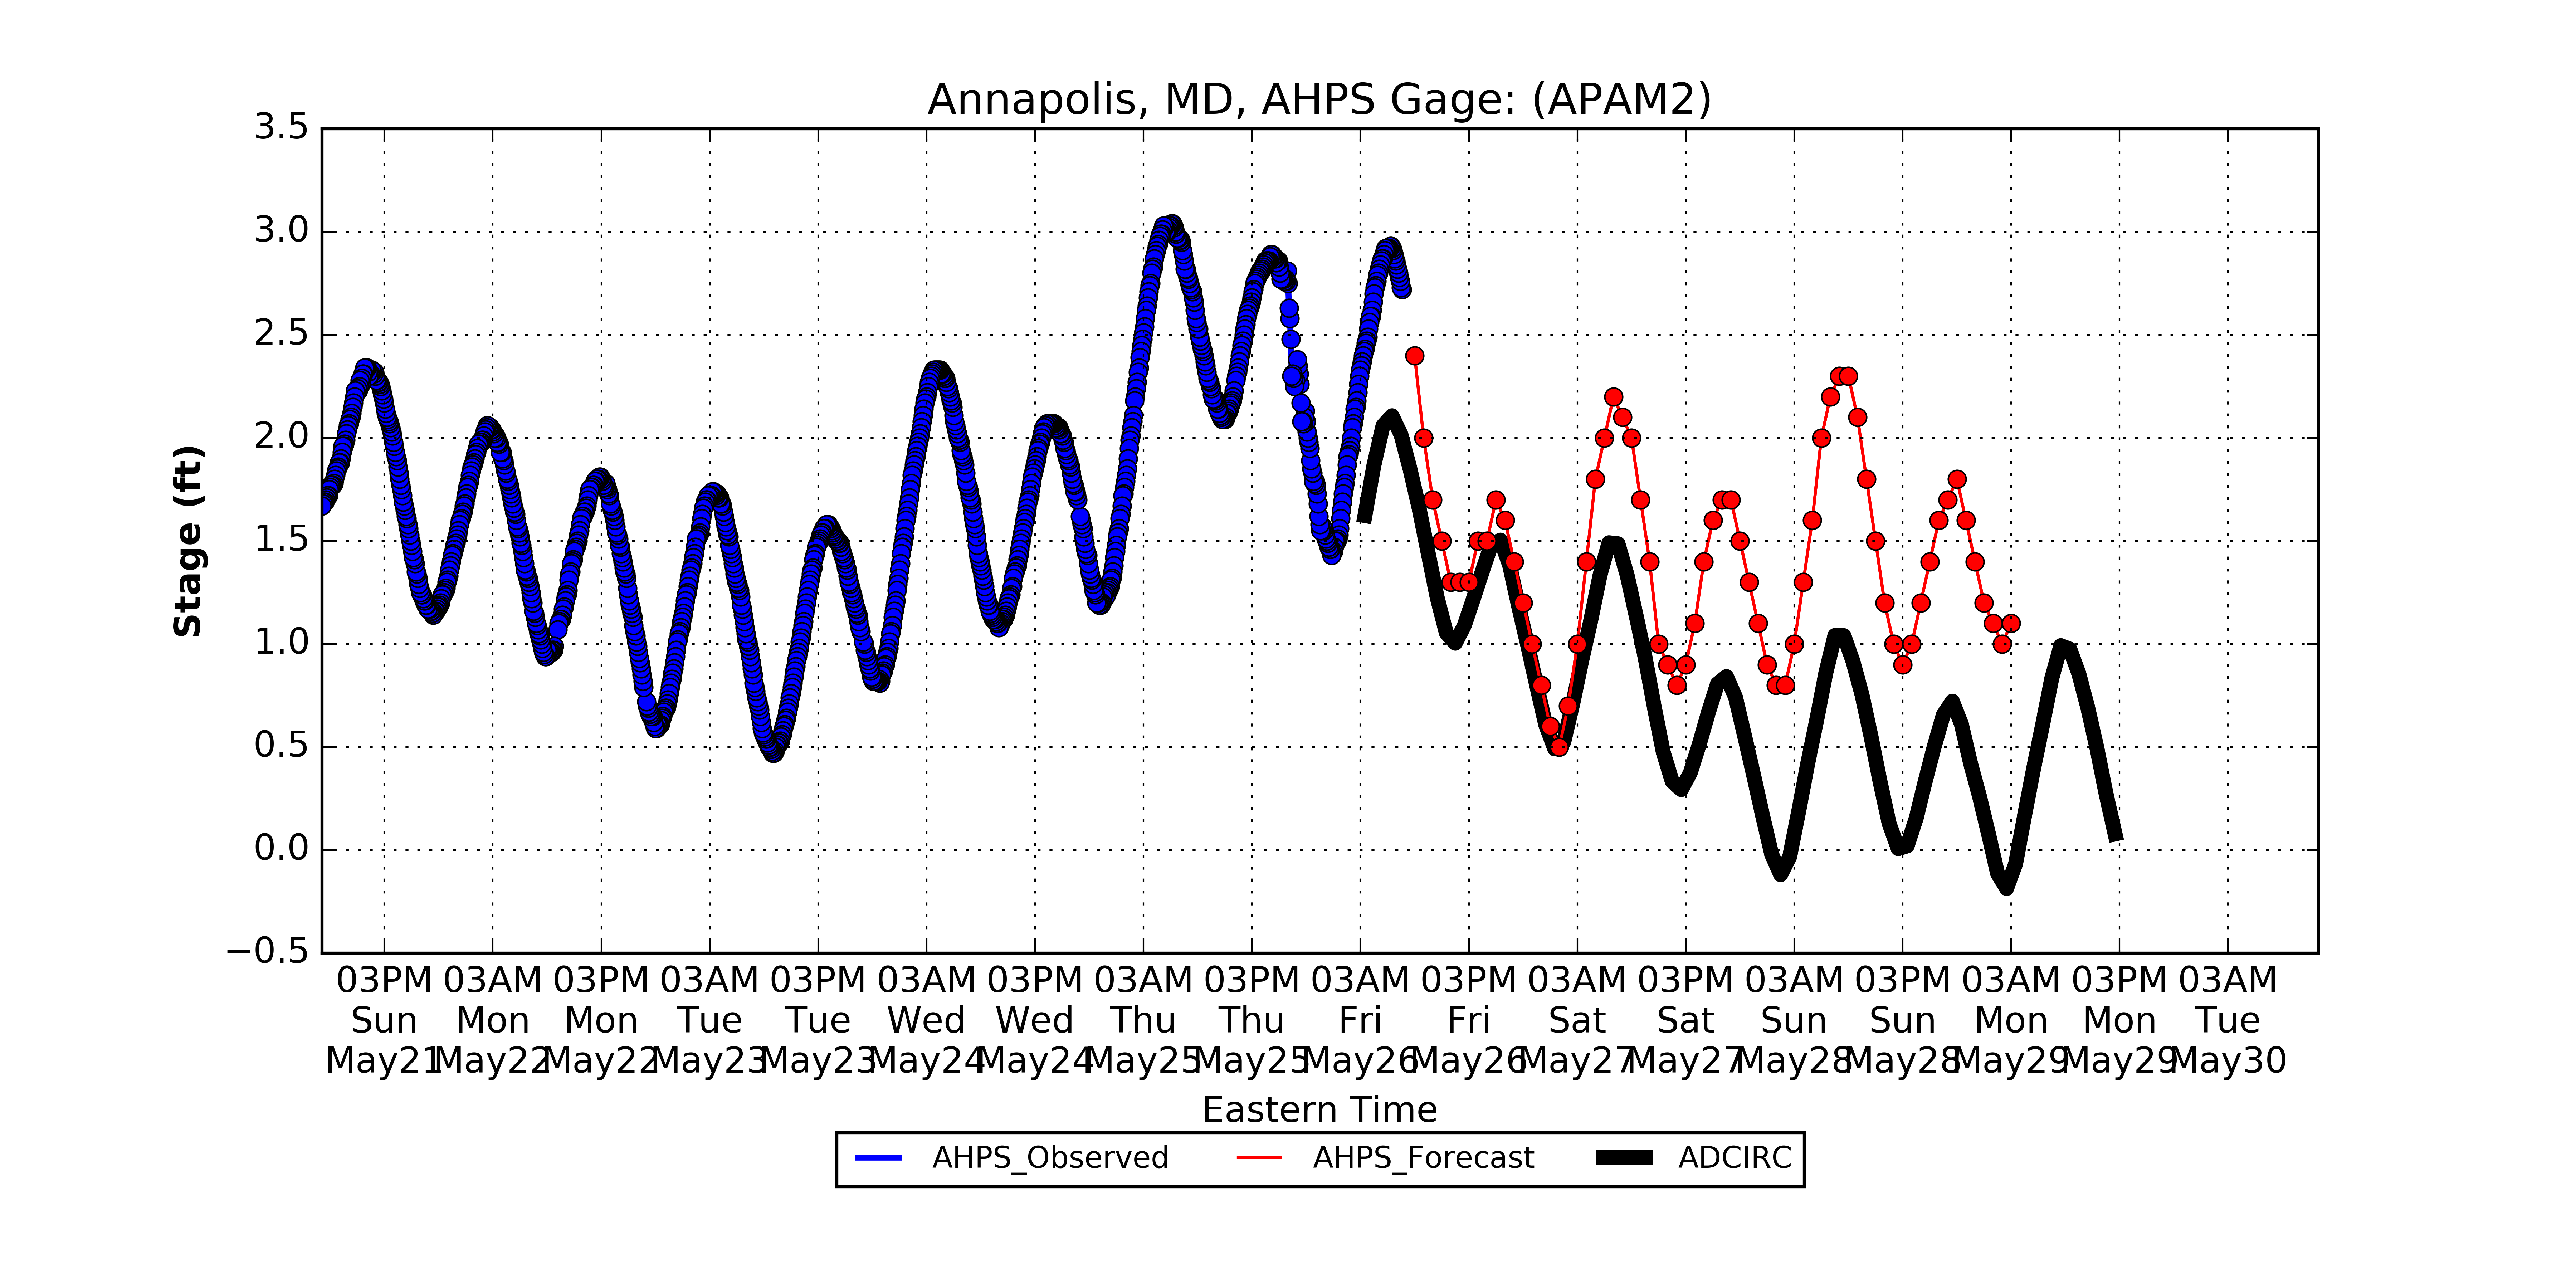 Annapolis, MD, AHPS Gage: (APAM2)
3.5
3.0
2.5
2.0
1.5
1.0
0.5
0.0
−0.5
Stage (ft)
03PM 03AM 03PM 03AM 03PM 03AM 03PM 03AM 03PM 03AM 03PM 03AM 03PM 03AM 03PM 03AM 03PM 03AM
Sun Mon Mon Tue Tue Wed Wed Thu Thu Fri Fri Sat Sat Sun Sun Mon Mon Tue
May21 May22 May22 May23 May23 May24 May24 May25 May25 May26 May26 May27 May27 May28 May28 May29 May29 May30
Eastern Time
AHPS_Observed AHPS_Forecast ADCIRC